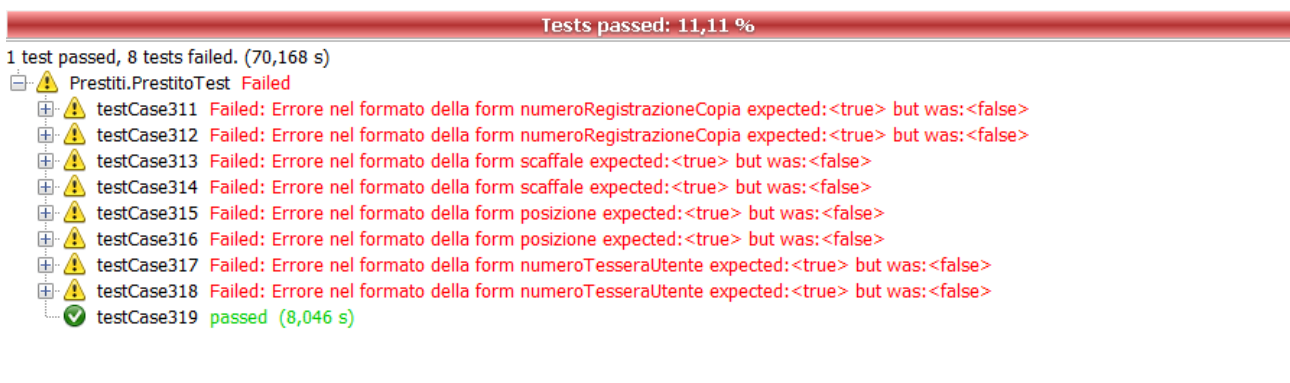 Tests passed: 11,11 %
1 test passed, 8 tests failed. (70,168 s)
Prestiti.PrestitoTest Failed
testCase311 Failed: Errore nel formato della form numeroRegistrazioneCopia expected:<true> but was:<false>
testCase312 Failed: Errore nel formato della form numeroRegistrazioneCopia expected:<true> but was:<false>
testCase313 Failed: Errore nel formato della form scaffale expected:<true> but was:<false>
testCase314 Failed: Errore nel formato della form scaffale expected:<true> but was:<false>
testCase315 Failed: Errore nel formato della form posizione expected:<true> but was:<false>
testCase316 Failed: Errore nel formato della form posizione expected:<true> but was:<false>
testCase317 Failed: Errore nel formato della form numeroTesseraUtente expected:<true> but was:<false>
testCase318 Failed: Errore nel formato della form numeroTesseraUtente expected:<true> but was:<false>
testCase319 passed (8,046 s)